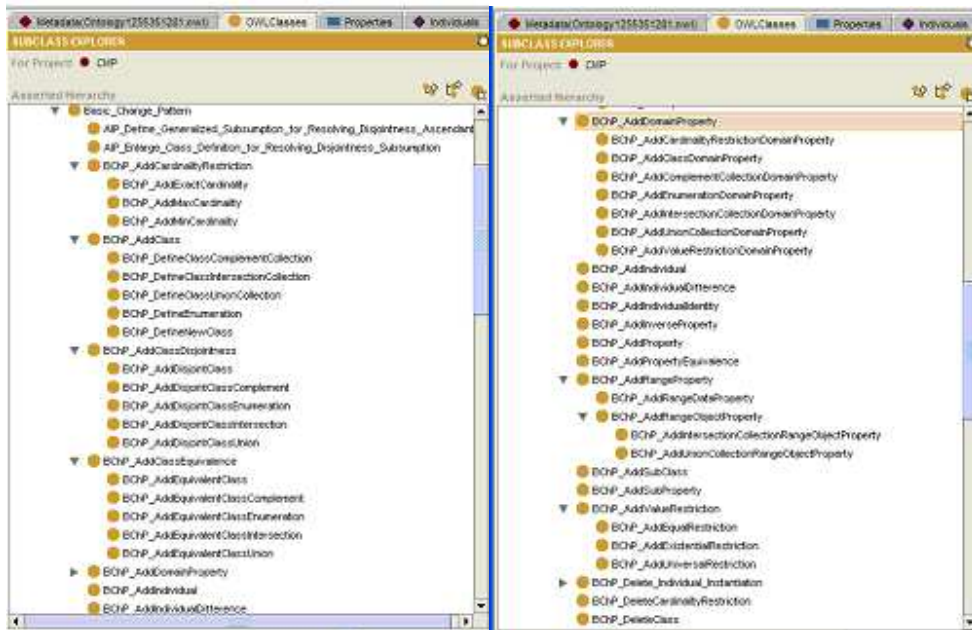 Metadata(Ontology1255351281.owl) OWLClasses Properties Individuals
SUBCLASS EXPLORER
For Project: CMP
Asserted Hierarchy
Basic_Change_Pattern
AIP_Define_Generalized_Subsumption_for_Resolving_Disjointness_Ascendant
AIP_Enlarge_Class_Definition_for_Resolving_Disjointness_Subsumption
BChP_AddCardinalityRestriction
BChP_AddExactCardinality
BChP_AddMaxCardinality
BChP_AddMinCardinality
BChP_AddClass
BChP_DefineClassComplementCollection
BChP_DefineClassIntersectionCollection
BChP_DefineClassUnionCollection
BChP_DefineEnumeration
BChP_DefineNewClass
BChP_AddClassDisjointness
BChP_AddDisjointClass
BChP_AddDisjointClassComplement
BChP_AddDisjointClassEnumeration
BChP_AddDisjointClassIntersection
BChP_AddDisjointClassUnion
BChP_AddClassEquivalence
BChP_AddEquivalentClass
BChP_AddEquivalentClassComplement
BChP_AddEquivalentClassEnumeration
BChP_AddEquivalentClassIntersection
BChP_AddEquivalentClassUnion
BChP_AddDomainProperty
BChP_AddIndividual
BChP_AddIndividualDifference
Metadata(Ontology1255351281.owl) OWLClasses Properties Individuals
SUBCLASS EXPLORER
For Project: CMP
Asserted Hierarchy
BChP_AddDomainProperty
BChP_AddCardinalityRestrictionDomainProperty
BChP_AddClassDomainProperty
BChP_AddComplementCollectionDomainProperty
BChP_AddEnumerationDomainProperty
BChP_AddIntersectionCollectionDomainProperty
BChP_AddUnionCollectionDomainProperty
BChP_AddValueRestrictionDomainProperty
BChP_AddIndividual
BChP_AddIndividualDifference
BChP_AddIndividualIdentity
BChP_AddInverseProperty
BChP_AddProperty
BChP_AddPropertyEquivalence
BChP_AddRangeProperty
BChP_AddRangeDataProperty
BChP_AddRangeObjectProperty
BChP_AddIntersectionCollectionRangeObjectProperty
BChP_AddUnionCollectionRangeObjectProperty
BChP_AddSubClass
BChP_AddSubProperty
BChP_AddValueRestriction
BChP_AddEqualRestriction
BChP_AddExistentialRestriction
BChP_AddUniversalRestriction
BChP_Delete_Individual_Instantiation
BChP_DeleteCardinalityRestriction
BChP_DeleteClass